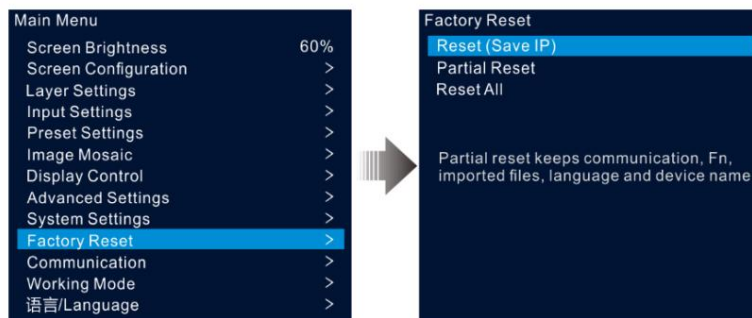 Main Menu
Screen Brightness 60%
Screen Configuration >
Layer Settings >
Input Settings >
Preset Settings >
Image Mosaic >
Display Control >
Advanced Settings >
System Settings >
Factory Reset >
Communication >
Working Mode >
语言/Language >
Factory Reset
Reset (Save IP)
Partial Reset
Reset All
Partial reset keeps communication, Fn,
imported files, language and device name